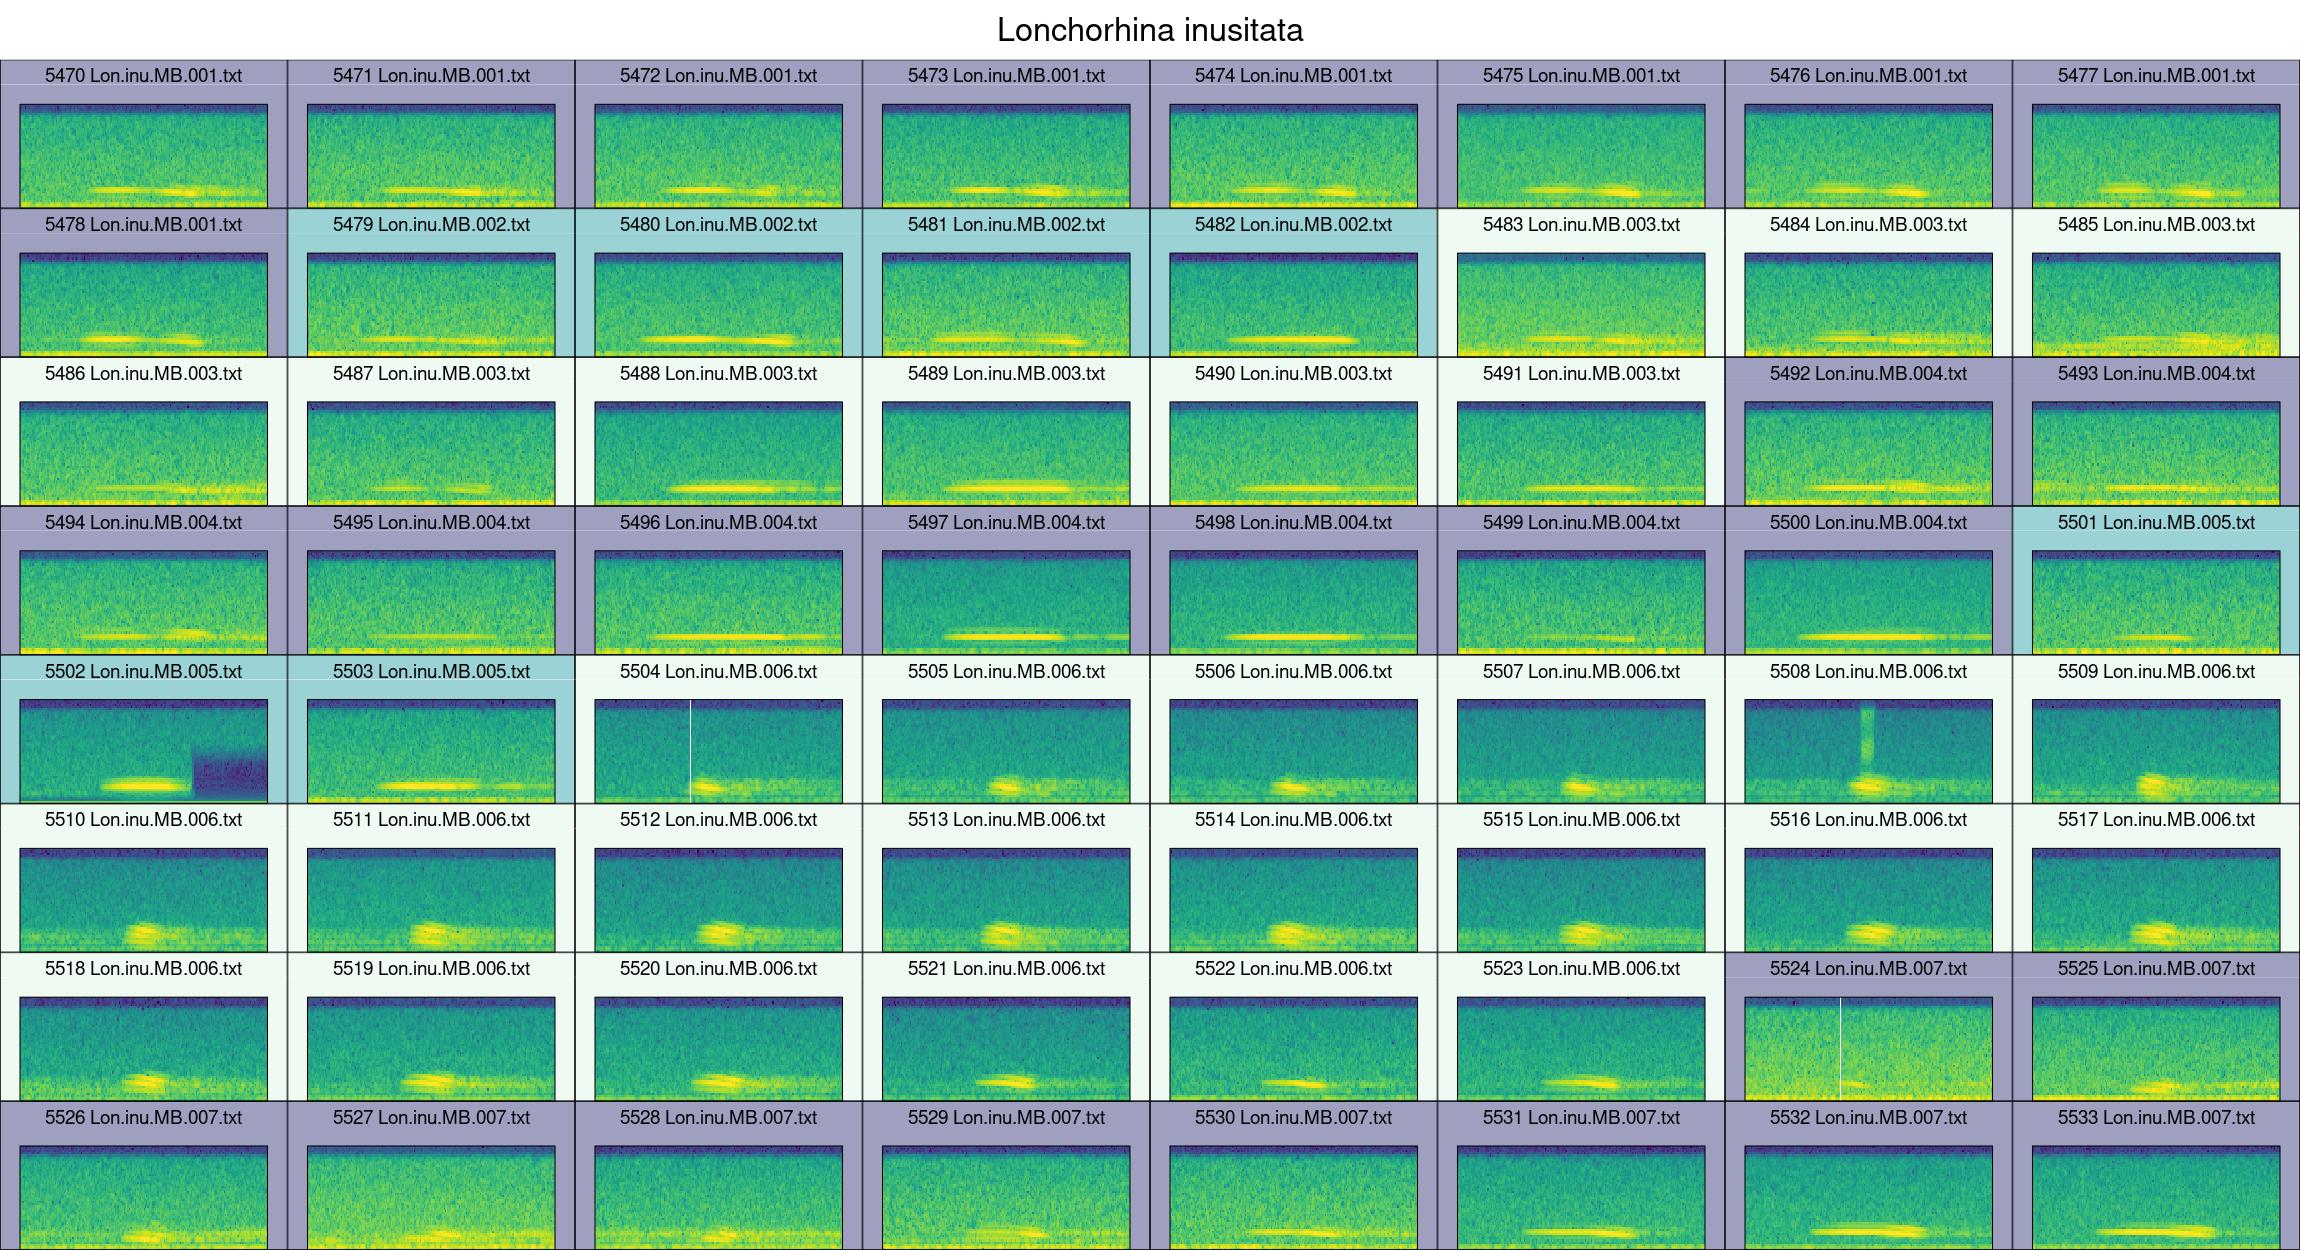 Lonchorhina inusitata
5470 Lon.inu.MB.001.txt 5471 Lon.inu.MB.001.txt 5472 Lon.inu.MB.001.txt 5473 Lon.inu.MB.001.txt 5474 Lon.inu.MB.001.txt 5475 Lon.inu.MB.001.txt 5476 Lon.inu.MB.001.txt 5477 Lon.inu.MB.001.txt
5478 Lon.inu.MB.001.txt 5479 Lon.inu.MB.002.txt 5480 Lon.inu.MB.002.txt 5481 Lon.inu.MB.002.txt 5482 Lon.inu.MB.002.txt 5483 Lon.inu.MB.003.txt 5484 Lon.inu.MB.003.txt 5485 Lon.inu.MB.003.txt
5486 Lon.inu.MB.003.txt 5487 Lon.inu.MB.003.txt 5488 Lon.inu.MB.003.txt 5489 Lon.inu.MB.003.txt 5490 Lon.inu.MB.003.txt 5491 Lon.inu.MB.003.txt 5492 Lon.inu.MB.004.txt 5493 Lon.inu.MB.004.txt
5494 Lon.inu.MB.004.txt 5495 Lon.inu.MB.004.txt 5496 Lon.inu.MB.004.txt 5497 Lon.inu.MB.004.txt 5498 Lon.inu.MB.004.txt 5499 Lon.inu.MB.004.txt 5500 Lon.inu.MB.004.txt 5501 Lon.inu.MB.005.txt
5502 Lon.inu.MB.005.txt 5503 Lon.inu.MB.005.txt 5504 Lon.inu.MB.006.txt 5505 Lon.inu.MB.006.txt 5506 Lon.inu.MB.006.txt 5507 Lon.inu.MB.006.txt 5508 Lon.inu.MB.006.txt 5509 Lon.inu.MB.006.txt
5510 Lon.inu.MB.006.txt 5511 Lon.inu.MB.006.txt 5512 Lon.inu.MB.006.txt 5513 Lon.inu.MB.006.txt 5514 Lon.inu.MB.006.txt 5515 Lon.inu.MB.006.txt 5516 Lon.inu.MB.006.txt 5517 Lon.inu.MB.006.txt
5518 Lon.inu.MB.006.txt 5519 Lon.inu.MB.006.txt 5520 Lon.inu.MB.006.txt 5521 Lon.inu.MB.006.txt 5522 Lon.inu.MB.006.txt 5523 Lon.inu.MB.006.txt 5524 Lon.inu.MB.007.txt 5525 Lon.inu.MB.007.txt
5526 Lon.inu.MB.007.txt 5527 Lon.inu.MB.007.txt 5528 Lon.inu.MB.007.txt 5529 Lon.inu.MB.007.txt 5530 Lon.inu.MB.007.txt 5531 Lon.inu.MB.007.txt 5532 Lon.inu.MB.007.txt 5533 Lon.inu.MB.007.txt